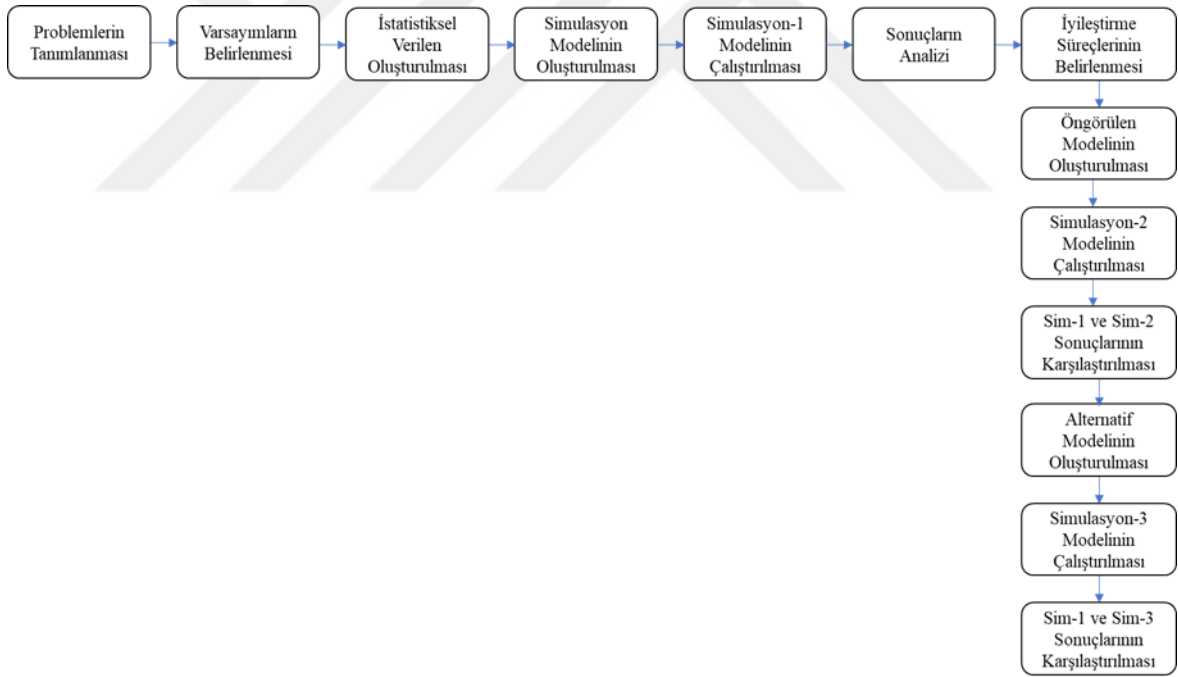 Problemlerin
Tanımlanması
Varsayımların
Belirlenmesi
İstatistiksel
Verilen
Oluşturulması
Simulasyon
Modelinin
Oluşturulması
Simulasyon-1
Modelinin
Çalıştırılması
Sonuçların
Analizi
İyileştirme
Süreçlerinin
Belirlenmesi
Öngörülen
Modelinin
Oluşturulması
Simulasyon-2
Modelinin
Çalıştırılması
Sim-1 ve Sim-2
Sonuçlarının
Karşılaştırılması
Alternatif
Modelinin
Oluşturulması
Simulasyon-3
Modelinin
Çalıştırılması
Sim-1 ve Sim-3
Sonuçlarının
Karşılaştırılması